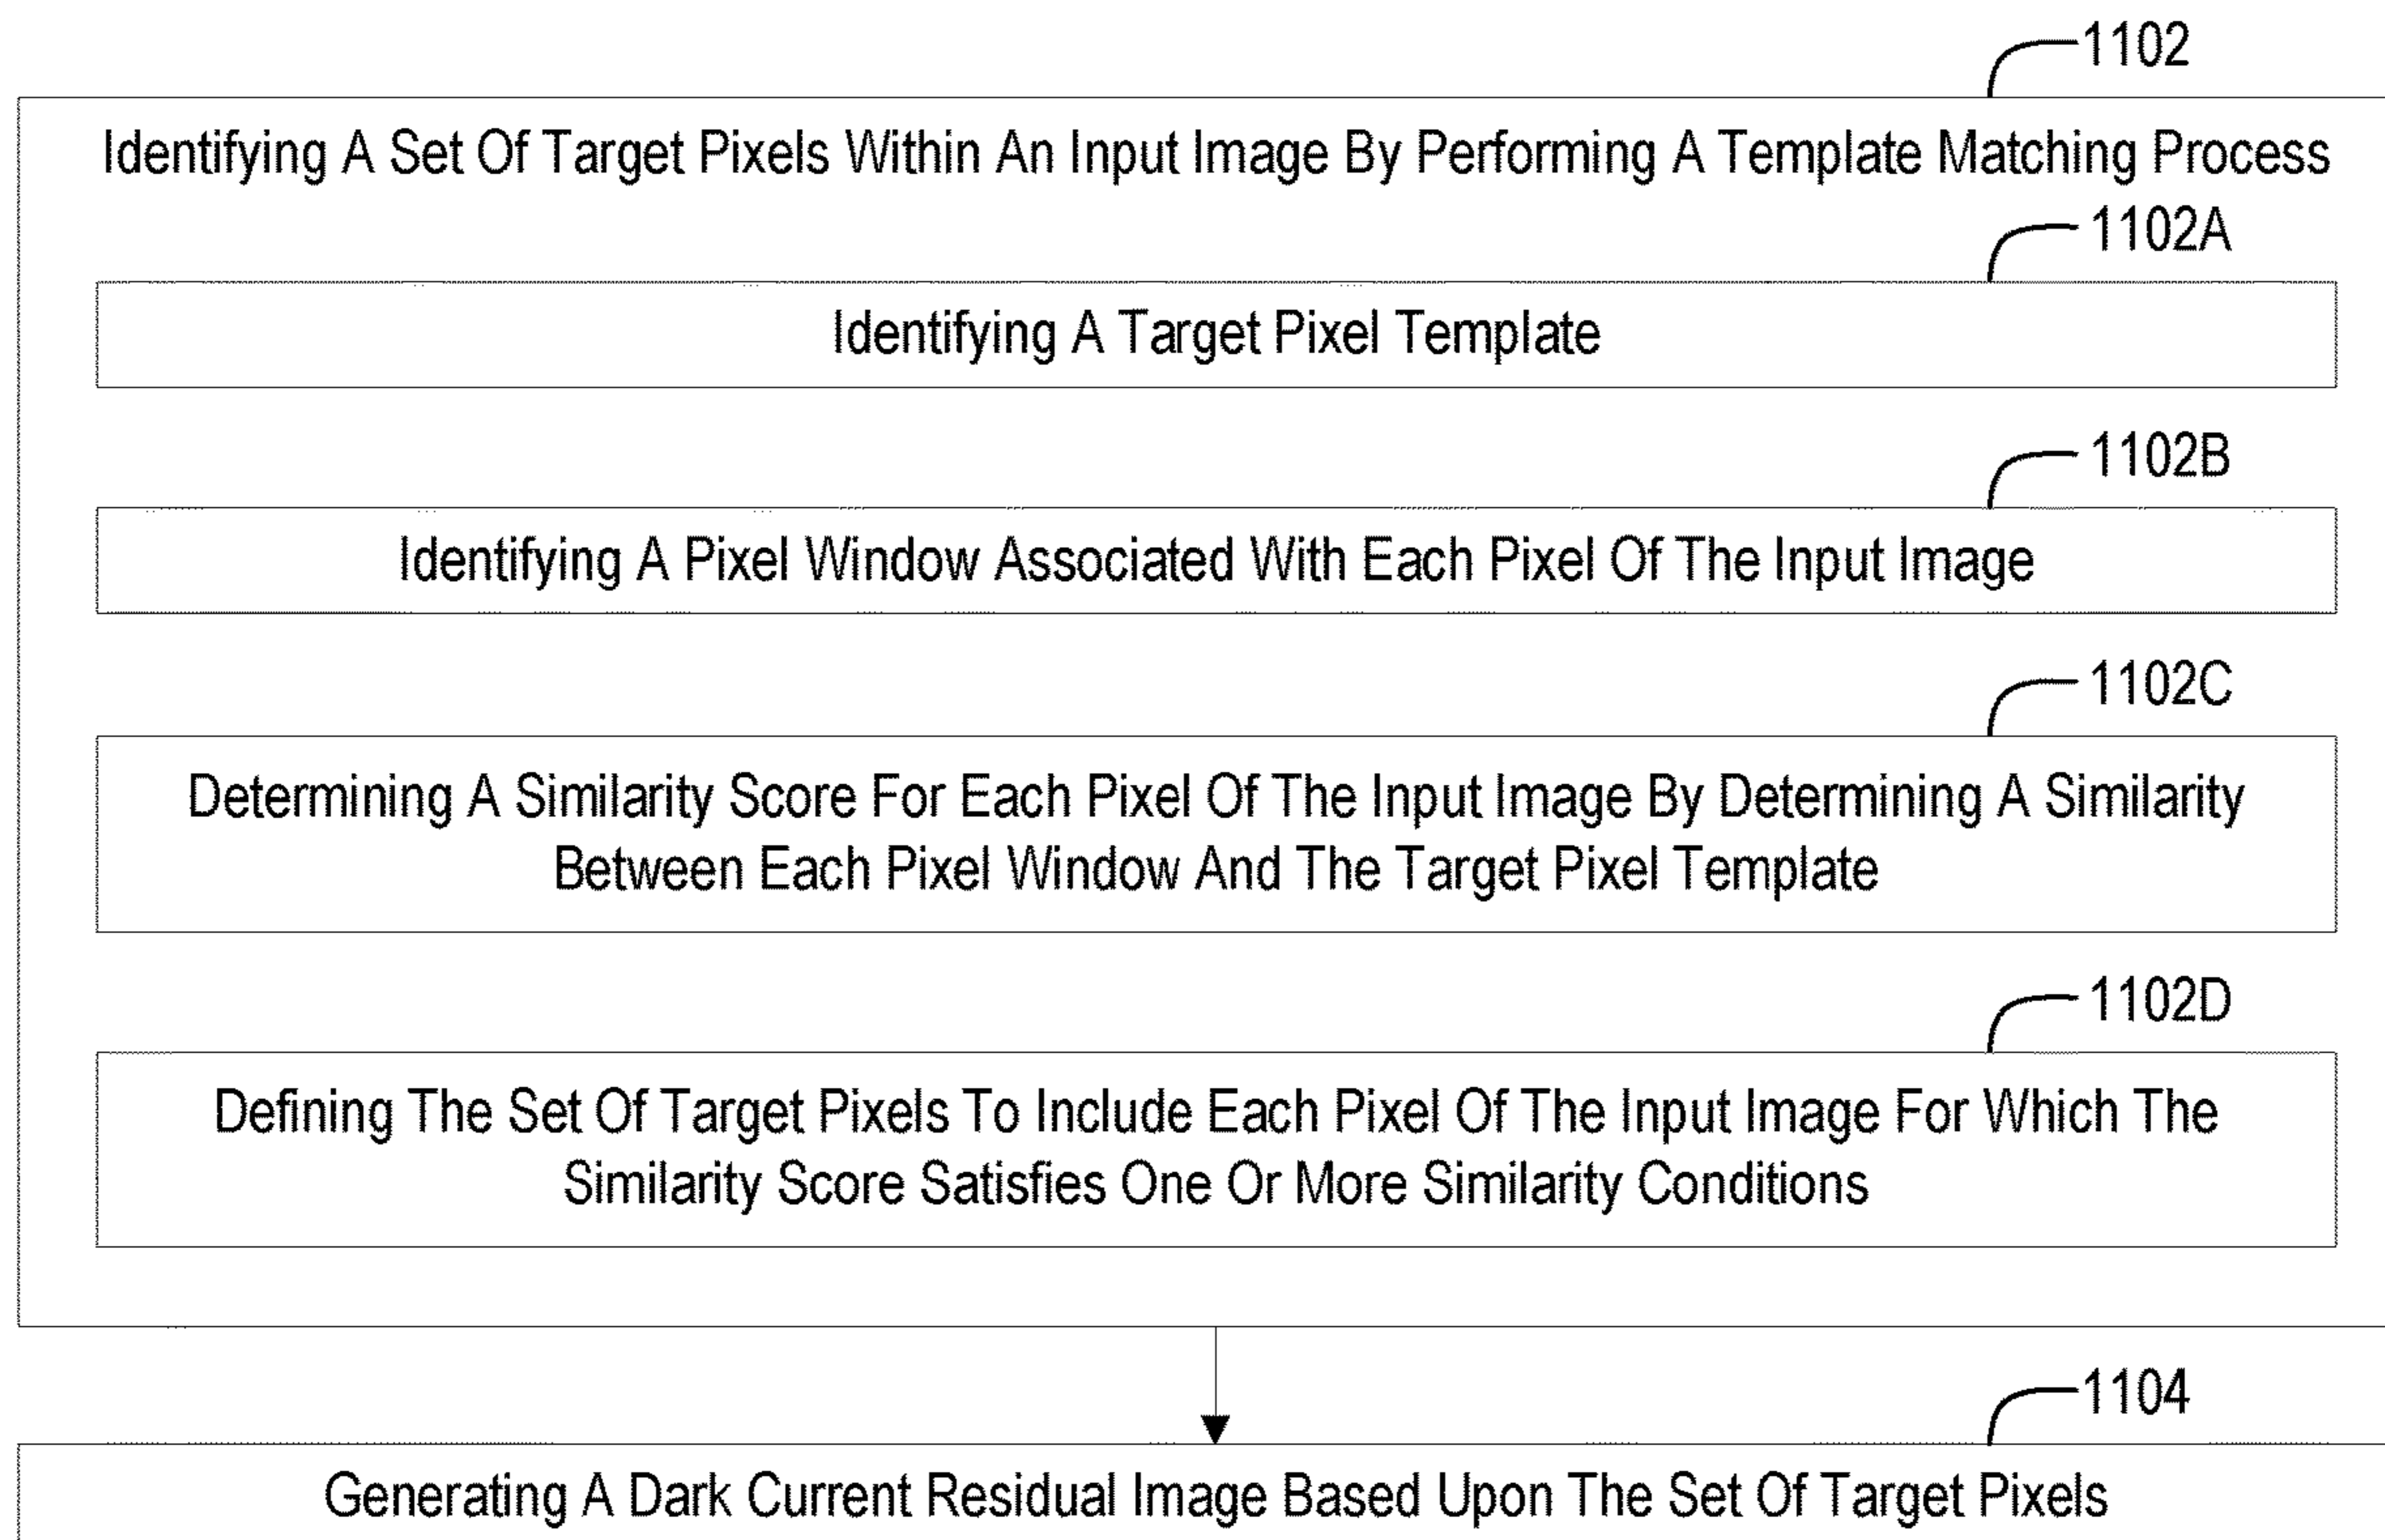 1102
Identifying A Set Of Target Pixels Within An Input Image By Performing A Template Matching Process
1102A
Identifying A Target Pixel Template
1102B
Identifying A Pixel Window Associated With Each Pixel Of The Input Image
1102C
Determining A Similarity Score For Each Pixel Of The Input Image By Determining A Similarity
Between Each Pixel Window And The Target Pixel Template
1102D
Defining The Set Of Target Pixels To Include Each Pixel Of The Input Image For Which The
Similarity Score Satisfies One Or More Similarity Conditions
1104
Generating A Dark Current Residual Image Based Upon The Set Of Target Pixels